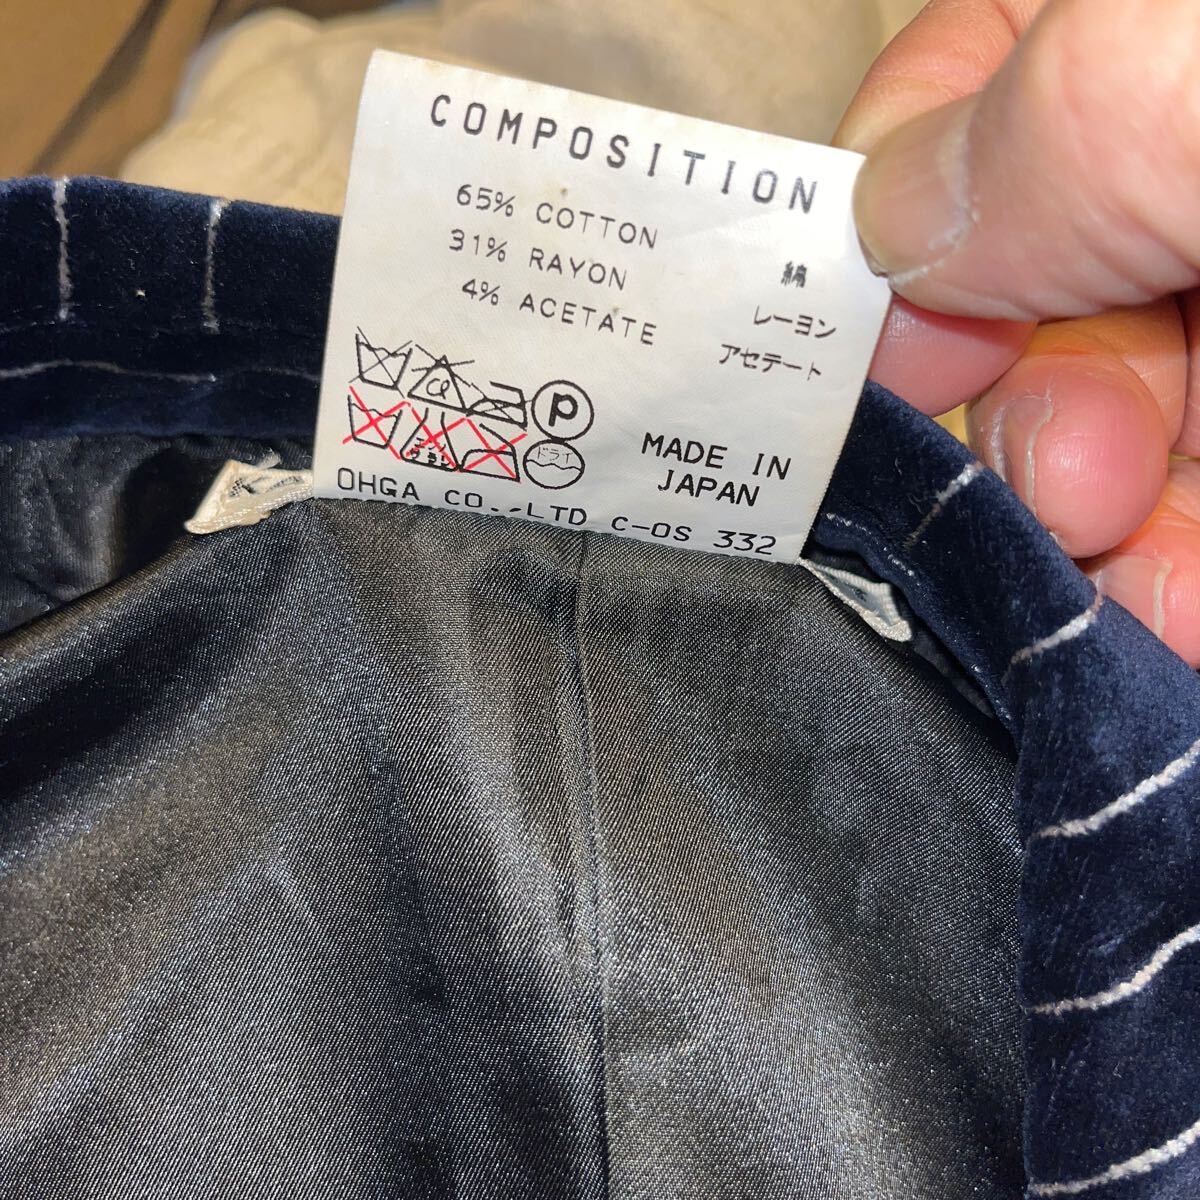 COMPOSITION
65% COTTON 綿
31% RAYON レーヨン
4% ACETATE アセテート
Cl P
ドライ
MADE IN
JAPAN
OHGA CO.,LTD C-OS 332